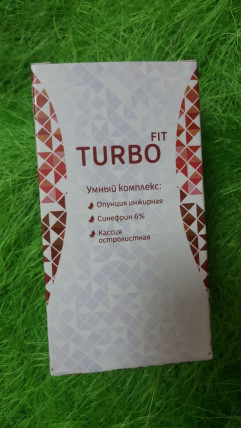 FIT
TURBO
Умный комплекс:
Опунция инжирная
Синефрин 6%
Кассия
остролистная